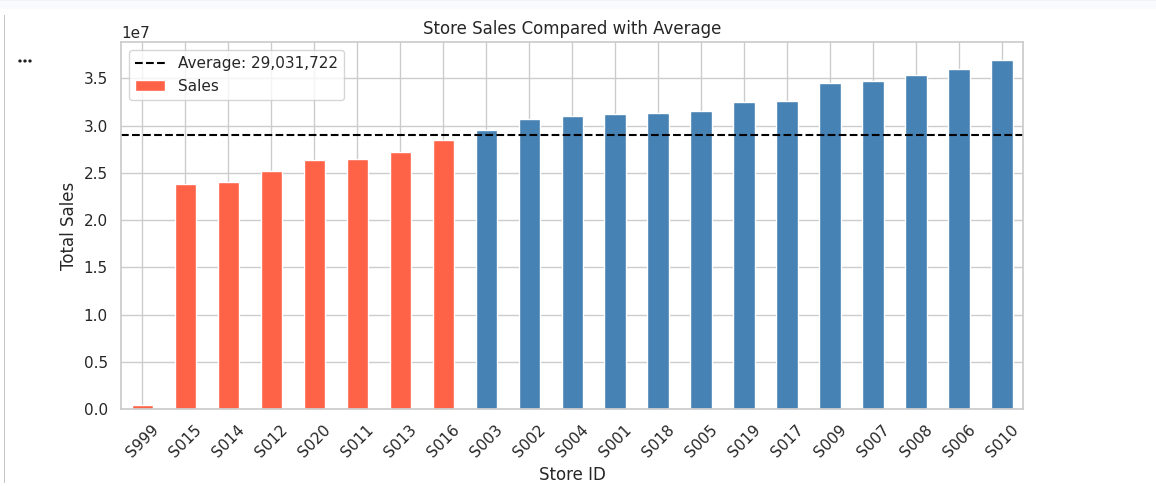 Store Sales Compared with Average
1e7
...
Average: 29,031,722
Sales
3.5
3.0
2.5
2.0
1.5
1.0
0.5
0.0
Total Sales
S999 S015 S014 S012 S020 S011 S013 S016 S003 S002 S004 S001 S018 S005 S019 S017 S009 S007 S008 S006 S010
Store ID